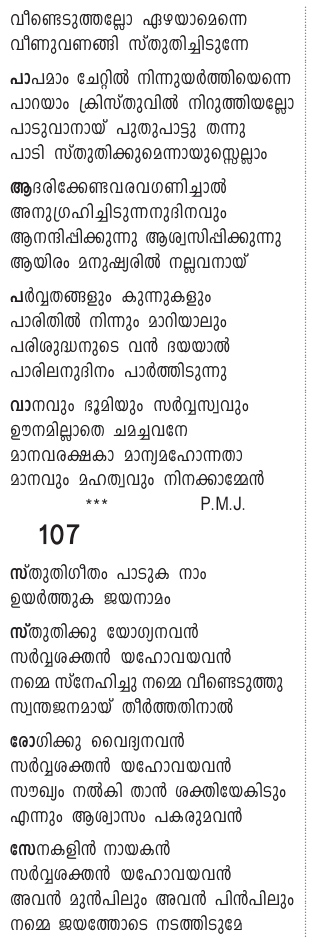 വീണ്ടെടുത്തല്ലോ ഏഴയാമെന്നെ
വീണുവണങ്ങി സ്തുതിച്ചിടുന്നേ
പാപമാം ചേറ്റിൽ നിന്നുയർത്തിയെന്നെ
പാറയാം ക്രിസ്തുവിൽ നിറുത്തിയല്ലോ
പാടുവാനായ് പുതുപാട്ടു തന്നു
പാടി സ്തുതിക്കുമെന്നായുസ്സെല്ലാം
ആദരിക്കേണ്ടവരവഗണിച്ചാൽ
അനുഗ്രഹിച്ചിടുന്നനുദിനവും
ആനന്ദിപ്പിക്കുന്നു ആശ്വസിപ്പിക്കുന്നു
ആയിരം മനുഷ്യരിൽ നല്ലവനായ്
പർവ്വതങ്ങളും കുന്നുകളും
പാരിതിൽ നിന്നും മാറിയാലും
പരിശുദ്ധനുടെ വൻ ദയയാൽ
പാരിലനുദിനം പാർത്തിടുന്നു
വാനവും ഭൂമിയും സർവ്വസ്വവും
ഊനമില്ലാതെ ചമച്ചവനേ
മാനവരക്ഷകാ മാന്യമഹോന്നതാ
മാനവും മഹത്വവും നിനക്കാമ്മേൻ
*** P.M.J.
107
സ്തുതിഗീതം പാടുക നാം
ഉയർത്തുക ജയനാമം
സ്തുതിക്കു യോഗ്യനവൻ
സർവ്വശക്തൻ യഹോവയവൻ
നമ്മെ സ്നേഹിച്ചു നമ്മെ വീണ്ടെടുത്തു
സ്വന്തജനമായ് തീർത്തതിനാൽ
രോഗിക്കു വൈദ്യനവൻ
സർവ്വശക്തൻ യഹോവയവൻ
സൗഖ്യം നൽകി താൻ ശക്തിയേകിടും
എന്നും ആശ്വാസം പകരുമവൻ
സേനകളിൻ നായകൻ
സർവ്വശക്തൻ യഹോവയവൻ
അവൻ മുൻപിലും അവൻ പിൻപിലും
നമ്മെ ജയത്തോടെ നടത്തിടുമേ